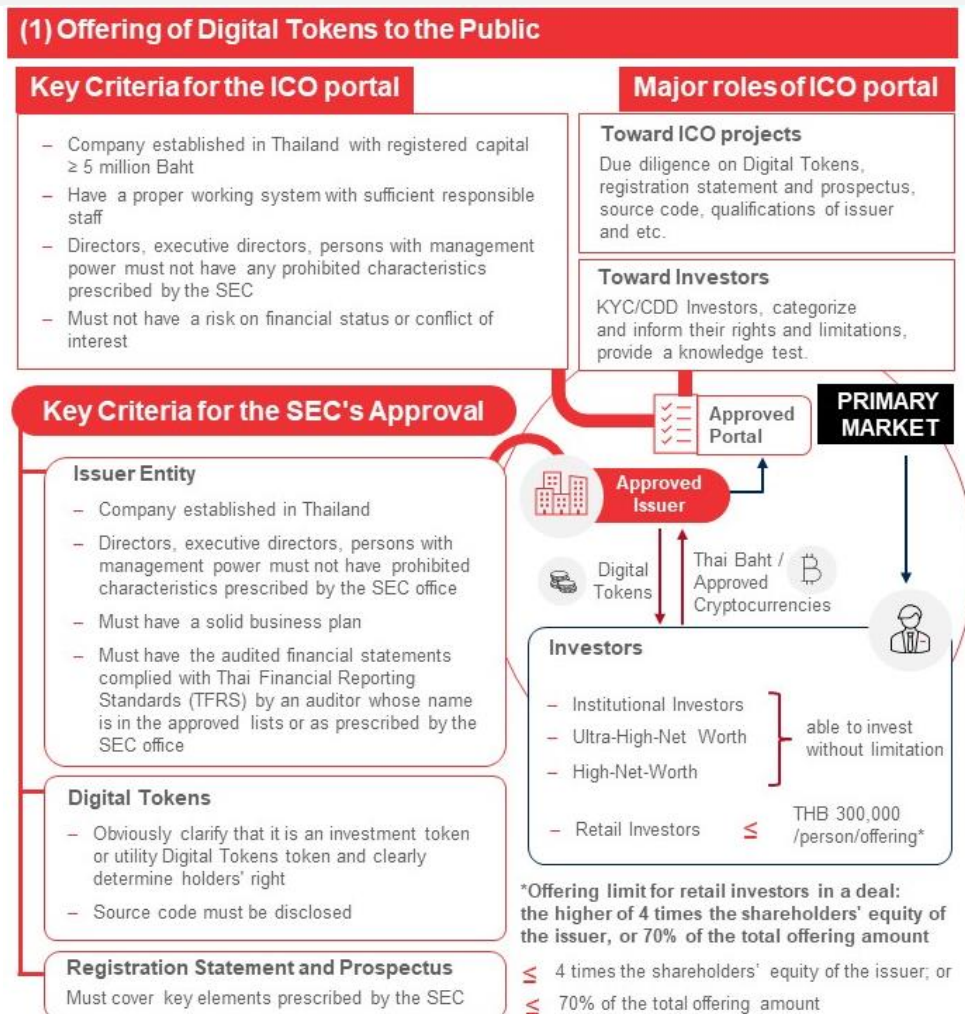 (1) Offering of Digital Tokens to the Public
Key Criteria for the ICO portal
– Company established in Thailand with registered capital
≥ 5 million Baht
– Have a proper working system with sufficient responsible
staff
– Directors, executive directors, persons with management
power must not have any prohibited characteristics
prescribed by the SEC
– Must not have a risk on financial status or conflict of
interest
Major roles of ICO portal
Toward ICO projects
Due diligence on Digital Tokens,
registration statement and prospectus,
source code, qualifications of issuer
and etc.
Toward Investors
KYC/CDD Investors, categorize
and inform their rights and limitations,
provide a knowledge test.
Key Criteria for the SEC's Approval
Issuer Entity
– Company established in Thailand
– Directors, executive directors, persons with
management power must not have prohibited
characteristics prescribed by the SEC office
– Must have a solid business plan
– Must have the audited financial statements
complied with Thai Financial Reporting
Standards (TFRS) by an auditor whose name
is in the approved lists or as prescribed by the
SEC office
Digital Tokens
– Obviously clarify that it is an investment token
or utility Digital Tokens token and clearly
determine holders' right
– Source code must be disclosed
Registration Statement and Prospectus
Must cover key elements prescribed by the SEC
Approved
Portal
PRIMARY
MARKET
Approved
Issuer
Digital
Tokens
Thai Baht /
Approved
Cryptocurrencies
Investors
– Institutional Investors
– Ultra-High-Net Worth
– High-Net-Worth
able to invest
without limitation
– Retail Investors ≤ THB 300,000
/person/offering*
*Offering limit for retail investors in a deal:
the higher of 4 times the shareholders' equity of
the issuer, or 70% of the total offering amount
≤ 4 times the shareholders' equity of the issuer; or
≤ 70% of the total offering amount